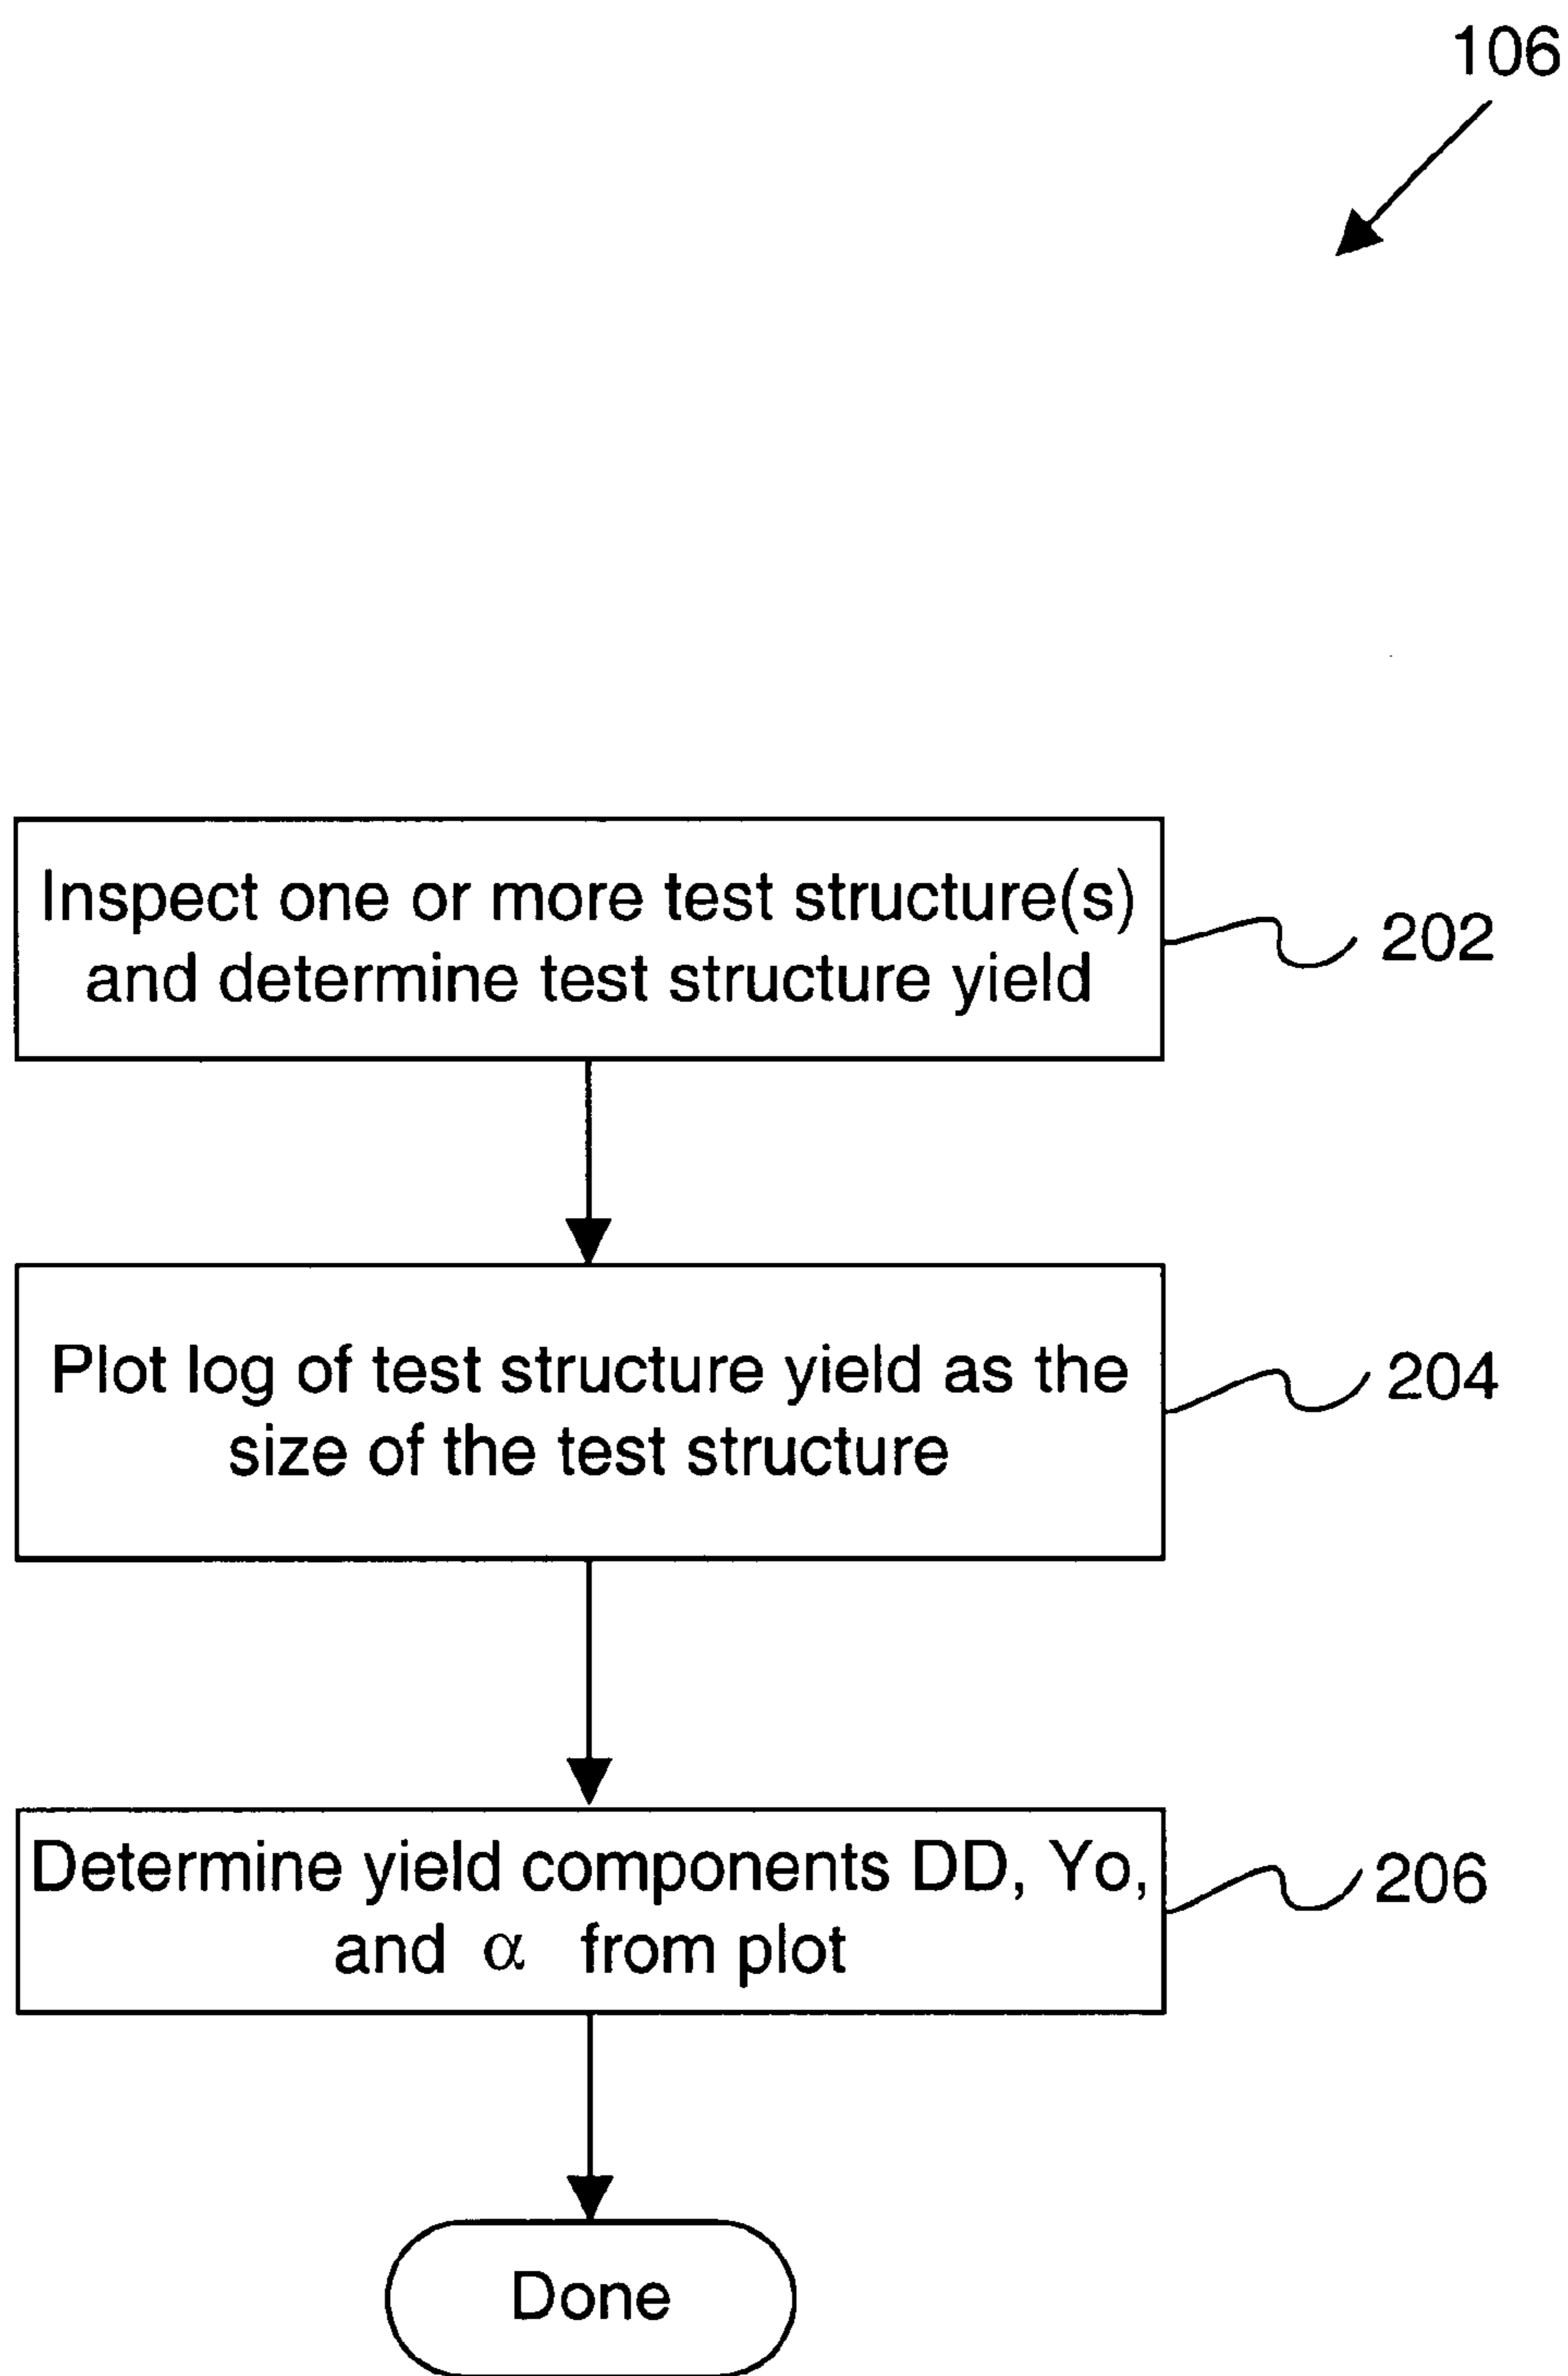 106
Inspect one or more test structure(s)
and determine test structure yield
202
Plot log of test structure yield as the
size of the test structure
204
Determine yield components DD, Yo,
and α from plot
206
Done